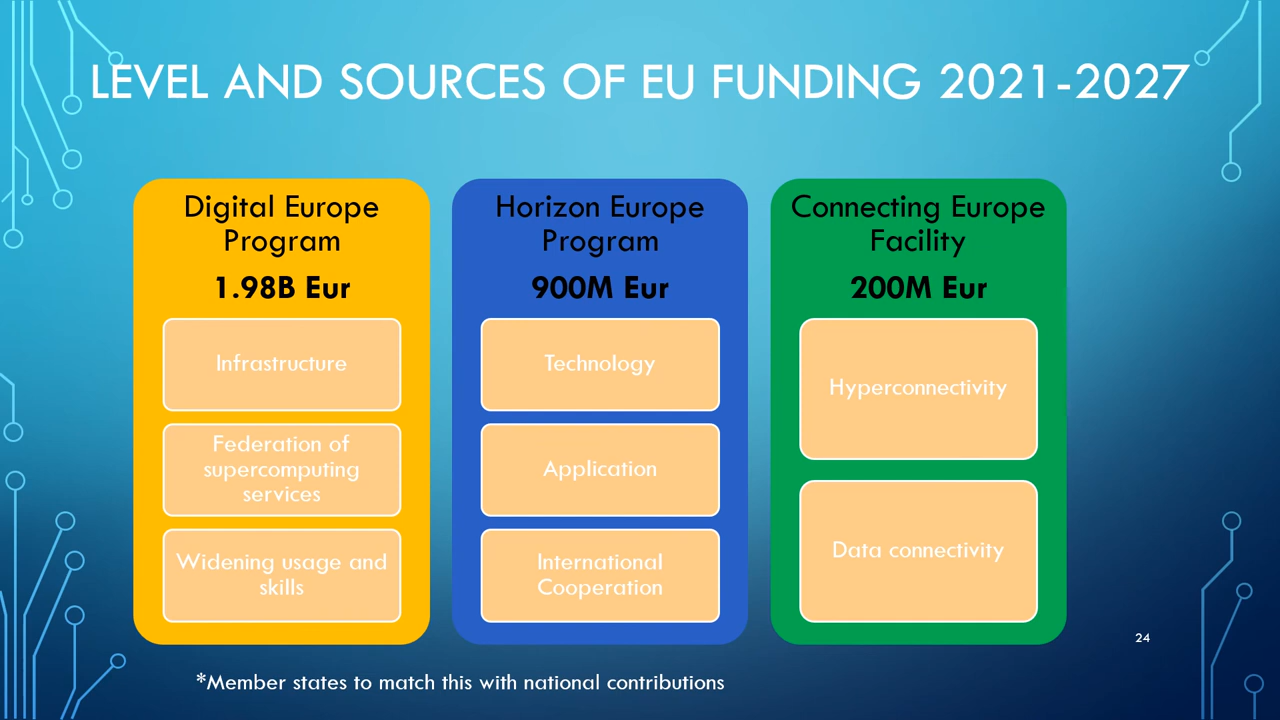 LEVEL AND SOURCES OF EU FUNDING 2021-2027
Digital Europe
Program
1.98B Eur
Infrastructure
Federation of
supercomputing
services
Widening usage and
skills
Horizon Europe
Program
900M Eur
Technology
Application
International
Cooperation
Connecting Europe
Facility
200M Eur
Hyperconnectivity
Data connectivity
24
*Member states to match this with national contributions